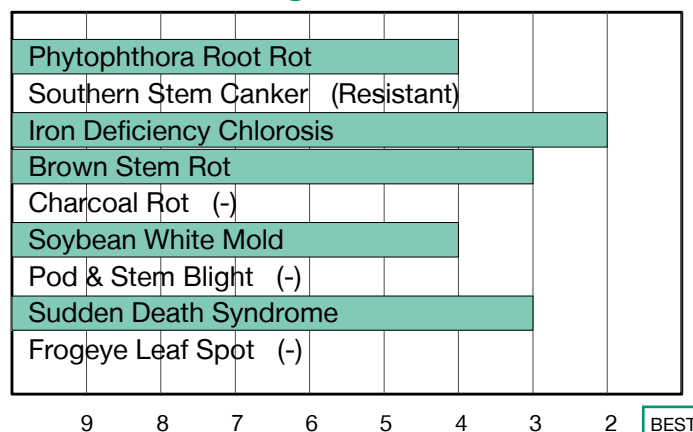 Phytophthora Root Rot
Southern Stem Canker (Resistant)
Iron Deficiency Chlorosis
Brown Stem Rot
Charcoal Rot (-)
Soybean White Mold
Pod & Stem Blight (-)
Sudden Death Syndrome
Frogeye Leaf Spot (-)
9 8 7 6 5 4 3 2 BEST